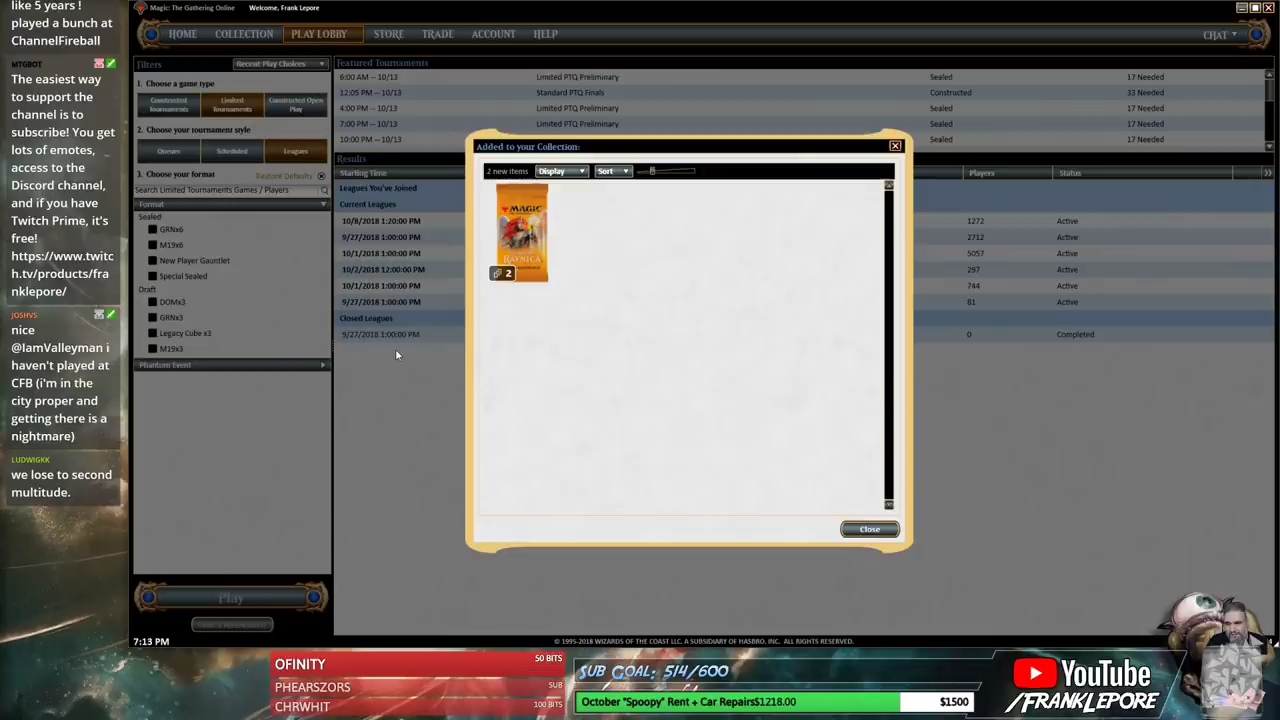 like 5 years !
played a bunch at
ChannelFireball
MTGBOT
The easiest way
to support the
channel is to
subscribe! You get
lots of emotes,
access to the
Discord channel,
and if you have
Twitch Prime, it's
free!
https://www.twitc
h.tv/products/fra
nklepore/
JOSHVS
nice
@IamValleyman i
haven't played at
CFB (i'm in the
city proper and
getting there is a
nightmare)
LUDWIGKK
we lose to second
multitude.
Magic: The Gathering Online Welcome, Frank Lepore
HOME COLLECTION PLAY LOBBY STORE TRADE ACCOUNT HELP CHAT
Filters Recent Play Choices
1. Choose a game type
Constructed Tournaments
Limited Tournaments
Constructed Open Play
2. Choose your tournament style
Queues Scheduled Leagues
3. Choose your format Restore Defaults
Search Limited Tournaments Games / Players
Format
Sealed
GRNx6
M19x6
New Player Gauntlet
Special Sealed
Draft
DOMx3
GRNx3
Legacy Cube x3
M19x3
Phantom Event
Play
7:13 PM
Featured Tournaments
6:00 AM -- 10/13 Limited PTQ Preliminary Sealed 17 Needed
12:05 PM -- 10/13 Standard PTQ Finals Constructed 33 Needed
4:00 PM -- 10/13 Limited PTQ Preliminary Sealed 17 Needed
7:00 PM -- 10/13 Limited PTQ Preliminary Sealed 17 Needed
10:00 PM -- 10/13 Sealed 17 Needed
Results
Starting Time Players Status
Leagues You've Joined
Current Leagues
10/8/2018 1:20:00 PM 1272 Active
9/27/2018 1:00:00 PM 2712 Active
10/1/2018 1:00:00 PM 5057 Active
10/2/2018 12:00:00 PM 297 Active
10/1/2018 1:00:00 PM 744 Active
9/27/2018 1:00:00 PM 81 Active
Closed Leagues
9/27/2018 1:00:00 PM 0 Completed
Added to your Collection:
2 new items Display Sort
MAGIC
RAVNICA
2
Close
© 1995-2018 WIZARDS OF THE COAST LLC, A SUBSIDIARY OF HASBRO, INC. ALL RIGHTS RESERVED.
OFINITY 50 BITS
PHEARSZORS SUB
CHRWHIT 100 BITS
SUB GOAL: 514/600
October "Spoopy" Rent + Car Repairs $1218.00 $1500
YouTube
/FRANKLEPORE